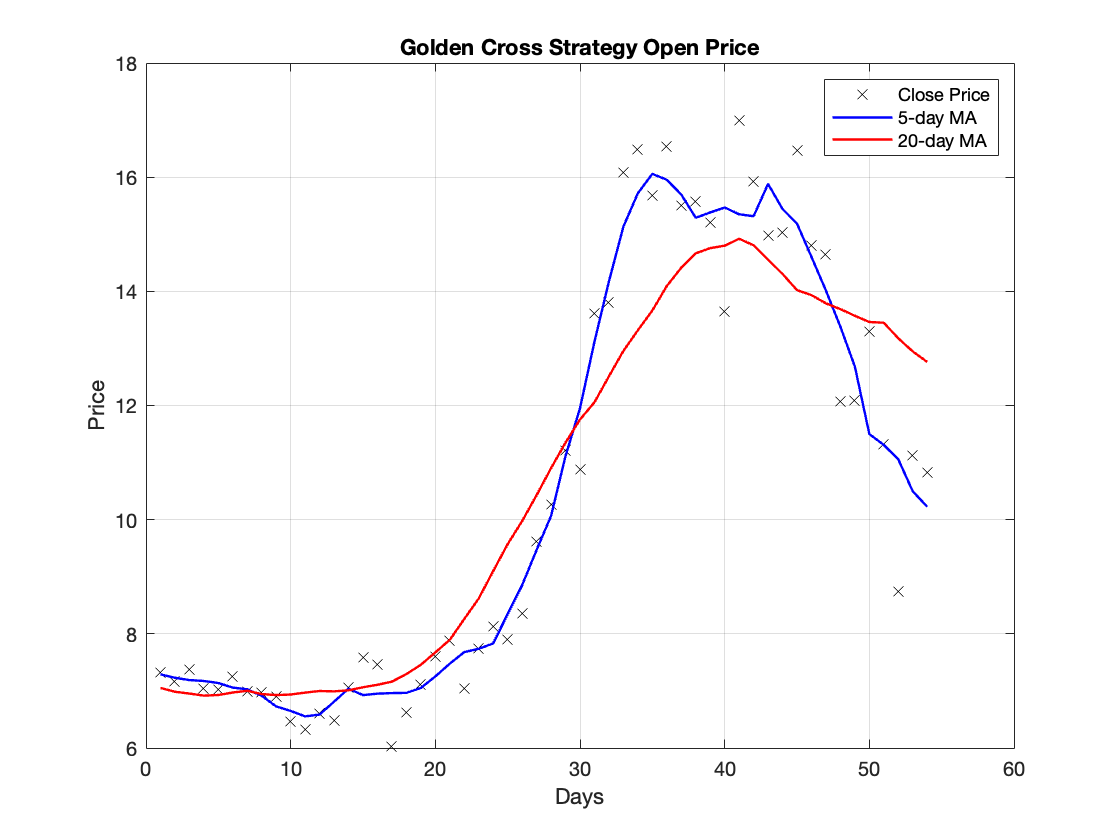 Golden Cross Strategy Open Price
18
16
14
12
10
8
6
Price
Close Price
5-day MA
20-day MA
0 10 20 30 40 50 60
Days